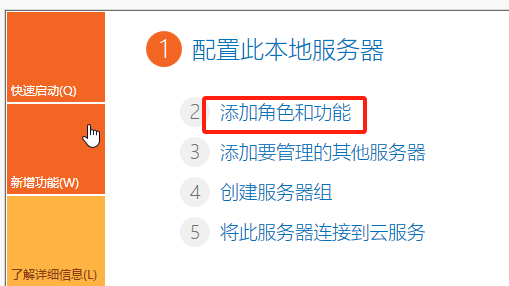 快速启动(Q)
新增功能(W)
了解详细信息(L)
1 配置此本地服务器
2 添加角色和功能
3 添加要管理的其他服务器
4 创建服务器组
5 将此服务器连接到云服务